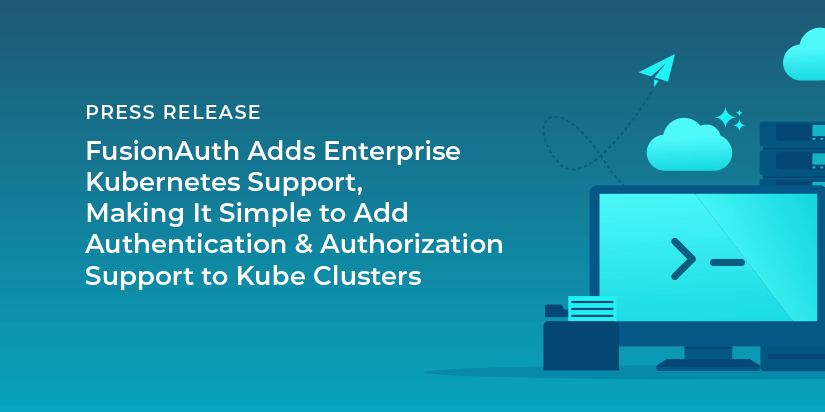 PRESS RELEASE
FusionAuth Adds Enterprise
Kubernetes Support,
Making It Simple to Add
Authentication & Authorization
Support to Kube Clusters